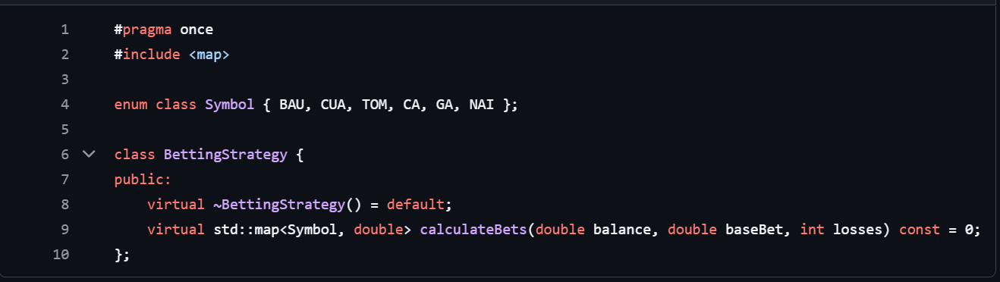 1 #pragma once
2 #include <map>
3
4 enum class Symbol { BAU, CUA, TOM, CA, GA, NAI };
5
6 class BettingStrategy {
7 public:
8     virtual ~BettingStrategy() = default;
9     virtual std::map<Symbol, double> calculateBets(double balance, double baseBet, int losses) const = 0;
10 };